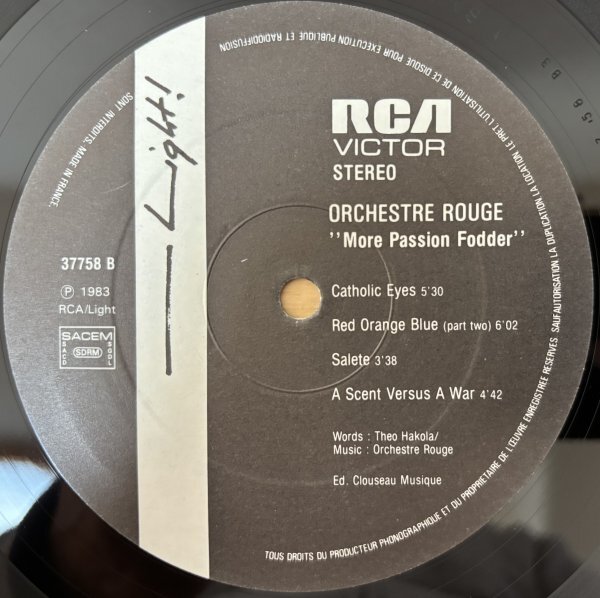 Light!
RCA
VICTOR
STEREO
ORCHESTRE ROUGE
''More Passion Fodder''
37758 B
Ⓟ 1983
RCA/Light
SACEM
SACD
SDRM
SGDL
Catholic Eyes 5'30
Red Orange Blue (part two) 6'02
Salete 3'38
A Scent Versus A War 4'42
Words : Theo Hakola/
Music : Orchestre Rouge
Ed. Clouseau Musique
TOUS DROITS DU PRODUCTEUR PHONOGRAPHIQUE ET DU PROPRIETAIRE DE L'ŒUVRE ENREGISTREE RESERVES SAUF AUTORISATION. LA DUPLICATION, LA LOCATION, LE PRET, L'UTILISATION DE CE DISQUE POUR EXECUTION PUBLIQUE ET RADIODIFFUSION SONT INTERDITS. MADE IN FRANCE.